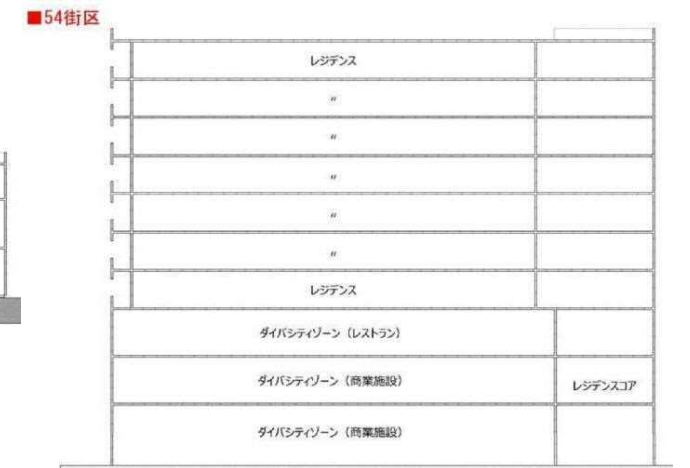 ■54街区
レジデンス
〃
〃
〃
〃
〃
レジデンス
ダイバシティゾーン（レストラン）
ダイバシティゾーン（商業施設）
レジデンスコア
ダイバシティゾーン（商業施設）